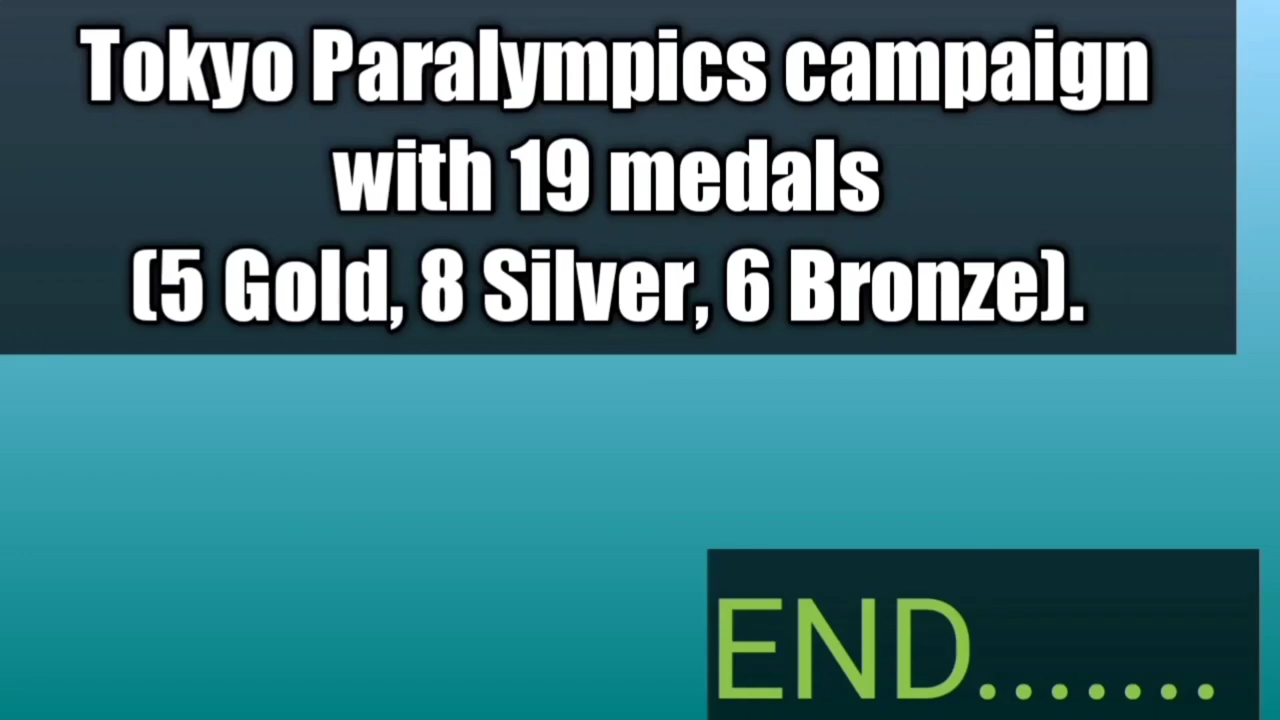 Tokyo Paralympics campaign
with 19 medals
(5 Gold, 8 Silver, 6 Bronze).
END.......